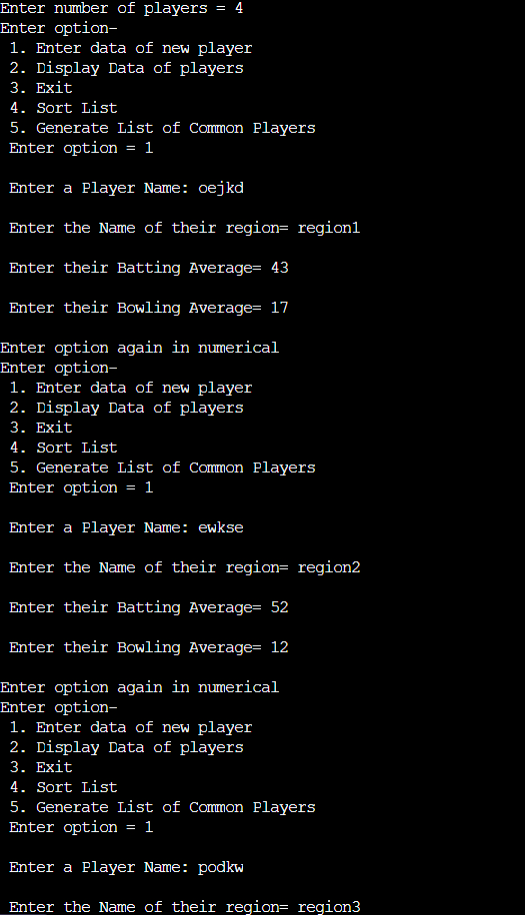 Enter number of players = 4
Enter option-
1. Enter data of new player
2. Display Data of players
3. Exit
4. Sort List
5. Generate List of Common Players
Enter option = 1
Enter a Player Name: oejkd
Enter the Name of their region= region1
Enter their Batting Average= 43
Enter their Bowling Average= 17
Enter option again in numerical
Enter option-
1. Enter data of new player
2. Display Data of players
3. Exit
4. Sort List
5. Generate List of Common Players
Enter option = 1
Enter a Player Name: ewkse
Enter the Name of their region= region2
Enter their Batting Average= 52
Enter their Bowling Average= 12
Enter option again in numerical
Enter option-
1. Enter data of new player
2. Display Data of players
3. Exit
4. Sort List
5. Generate List of Common Players
Enter option = 1
Enter a Player Name: podkw
Enter the Name of their region= region3